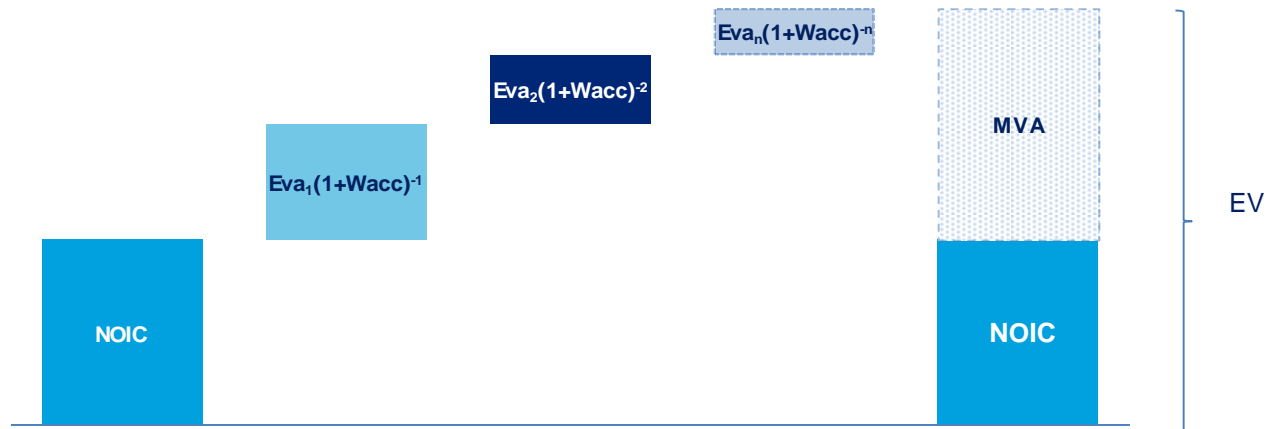 Evaₙ(1+Wacc)⁻ⁿ
Eva₂(1+Wacc)⁻²
MVA
Eva₁(1+Wacc)⁻¹
EV
NOIC
NOIC